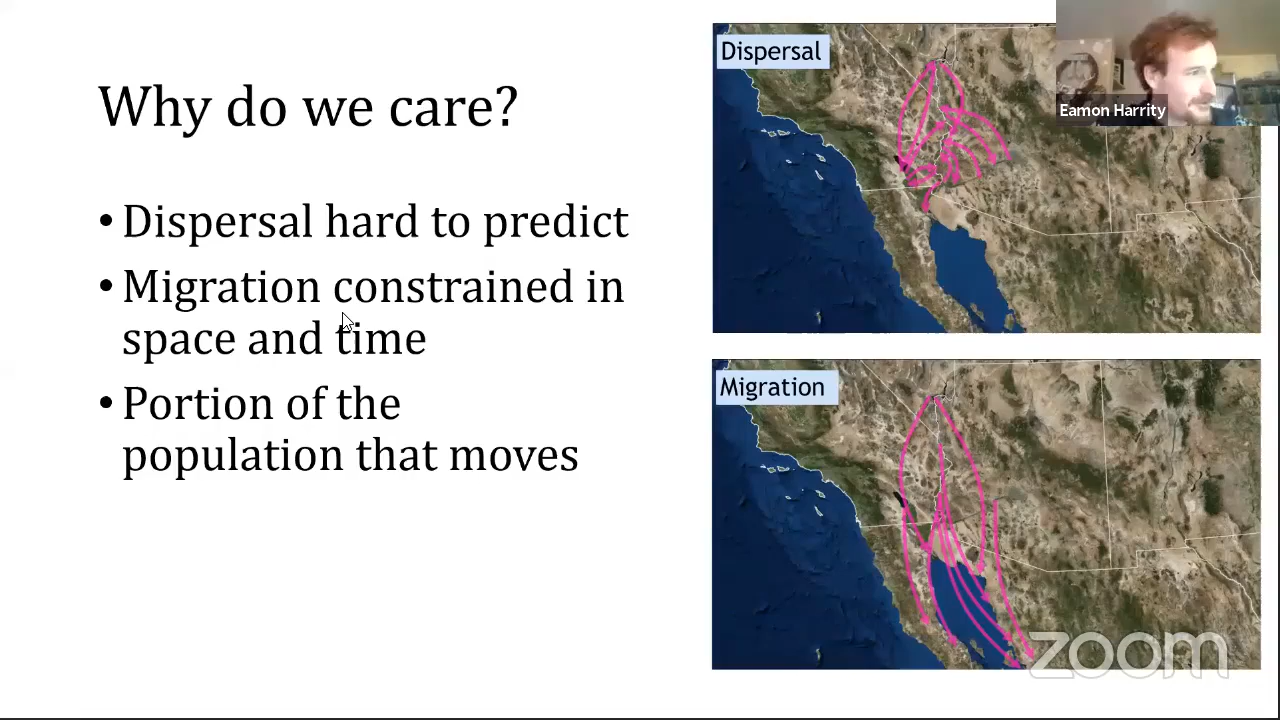 Why do we care?
• Dispersal hard to predict
• Migration constrained in
space and time
• Portion of the
population that moves
Dispersal
Eamon Harrity
Migration
zoom